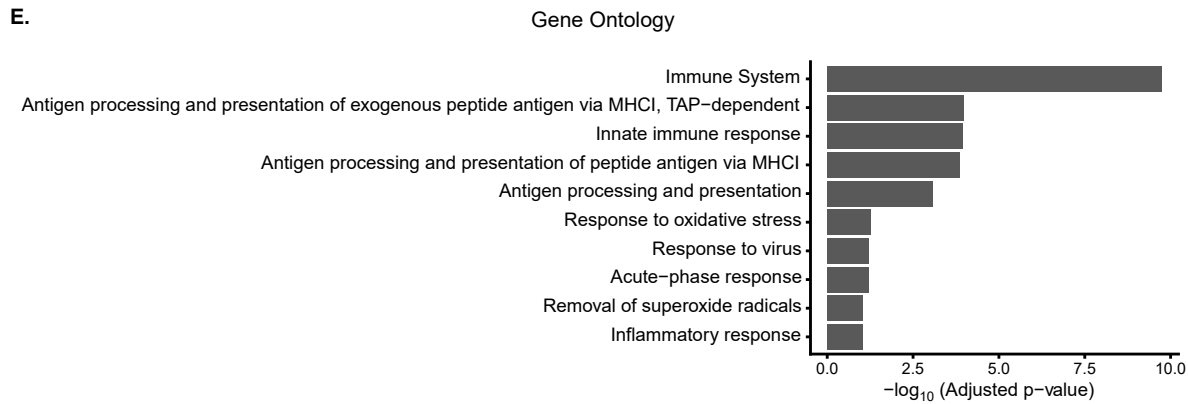 E.
Gene Ontology
Immune System
Antigen processing and presentation of exogenous peptide antigen via MHCI, TAP−dependent
Innate immune response
Antigen processing and presentation of peptide antigen via MHCI
Antigen processing and presentation
Response to oxidative stress
Response to virus
Acute−phase response
Removal of superoxide radicals
Inflammatory response
0.0 2.5 5.0 7.5 10.0
−log10 (Adjusted p−value)